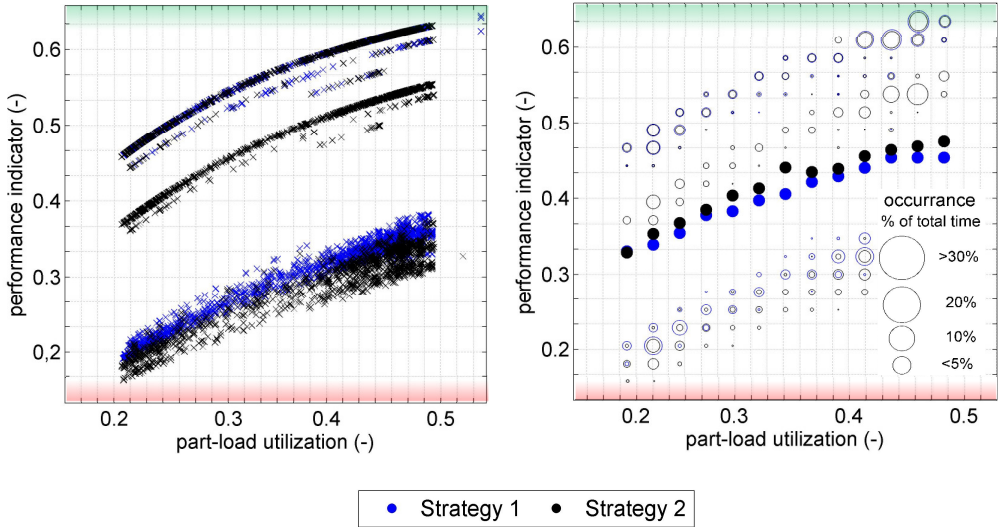 performance indicator (-)
0.6
0.5
0.4
0.3
0.2
0.2 0.3 0.4 0.5
part-load utilization (-)
performance indicator (-)
0.6
0.5
0.4
0.3
0.2
occurrance
% of total time
>30%
20%
10%
<5%
0.2 0.3 0.4 0.5
part-load utilization (-)
Strategy 1 Strategy 2